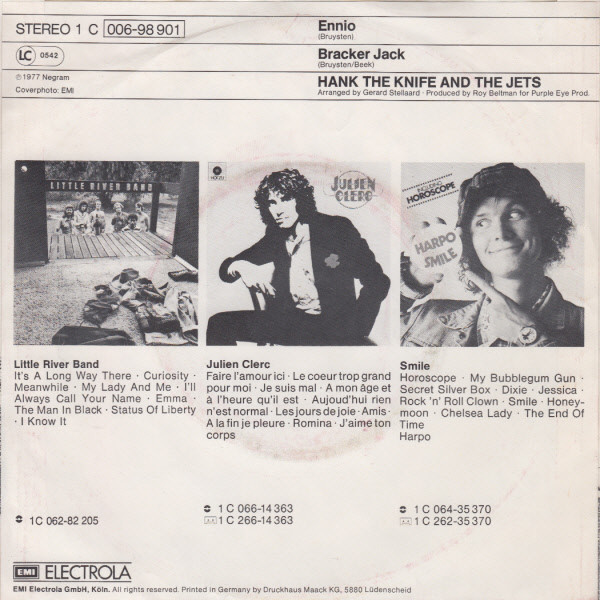 STEREO 1 C 006-98 901
Ennio
(Bruysten)
LC 0542
Bracker Jack
(Bruysten/Beek)
℗1977 Negram
Coverphoto: EMI
HANK THE KNIFE AND THE JETS
Arranged by Gerard Stellaard · Produced by Roy Beltman for Purple Eye Prod.
LITTLE RIVER BAND
JULIEN
CLERC
INCLUDING
HOROSCOPE
HARPO
SMILE
Little River Band
It's A Long Way There · Curiosity ·
Meanwhile · My Lady And Me · I'll
Always Call Your Name · Emma ·
The Man In Black · Status Of Liberty
· I Know It
1C 062-82 205
Julien Clerc
Faire l'amour ici · Le coeur trop grand
pour moi · Je suis mal · A mon âge et
à l'heure qu'il est · Aujoud'hui rien
n'est normal · Les jours de joie · Amis ·
A la fin je pleure · Romina · J'aime ton
corps
1 C 066-14 363
1 C 266-14 363
Smile
Horoscope · My Bubblegum Gun ·
Secret Silver Box · Dixie · Jessica ·
Rock 'n' Roll Clown · Smile · Honey-
moon · Chelsea Lady · The End Of
Time
Harpo
1 C 064-35 370
1 C 262-35 370
EMI ELECTROLA
EMI Electrola GmbH, Köln. All rights reserved. Printed in Germany by Druckhaus Maack KG, 5880 Lüdenscheid